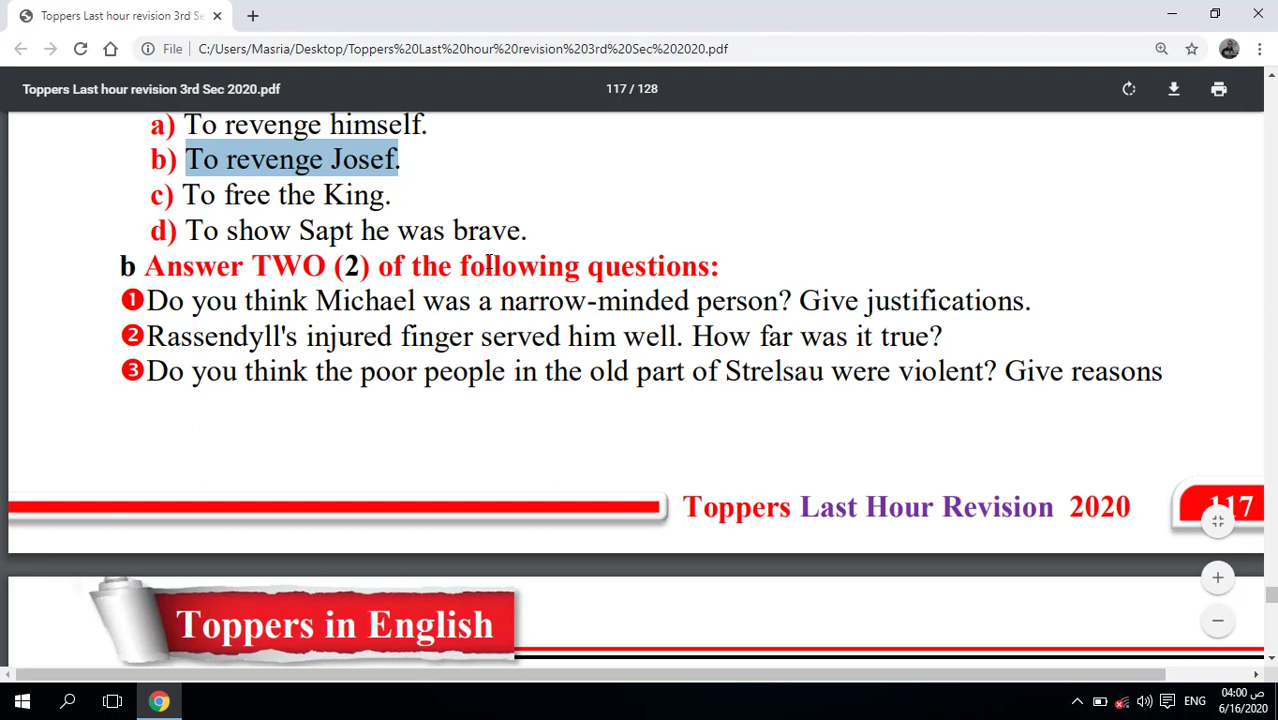 Toppers Last hour revision 3rd Se
File
C:/Users/Masria/Desktop/Toppers%20Last%20hour%20revision%203rd%20Sec%202020.pdf
Toppers Last hour revision 3rd Sec 2020.pdf
117 / 128
a) To revenge himself.
b) To revenge Josef.
c) To free the King.
d) To show Sapt he was brave.
b Answer TWO (2) of the following questions:
❶Do you think Michael was a narrow-minded person? Give justifications.
❷Rassendyll's injured finger served him well. How far was it true?
❸Do you think the poor people in the old part of Strelsau were violent? Give reasons
Toppers Last Hour Revision 2020
117
Toppers in English
ENG
04:00 ص
6/16/2020